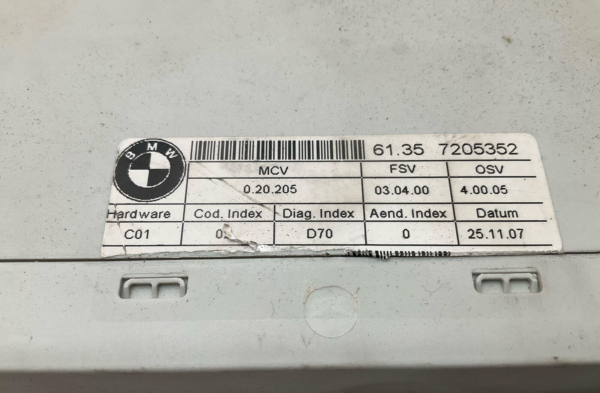 BMW
61.35 7205352
MCV FSV OSV
0.20.205 03.04.00 4.00.05
Hardware Cod. Index Diag. Index Aend. Index Datum
C01 0 D70 0 25.11.07